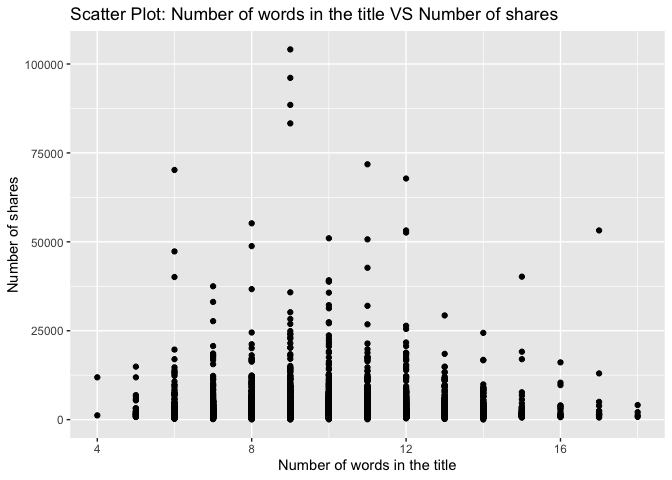 Scatter Plot: Number of words in the title VS Number of shares
100000
75000
50000
25000
0
Number of shares
4 8 12 16
Number of words in the title